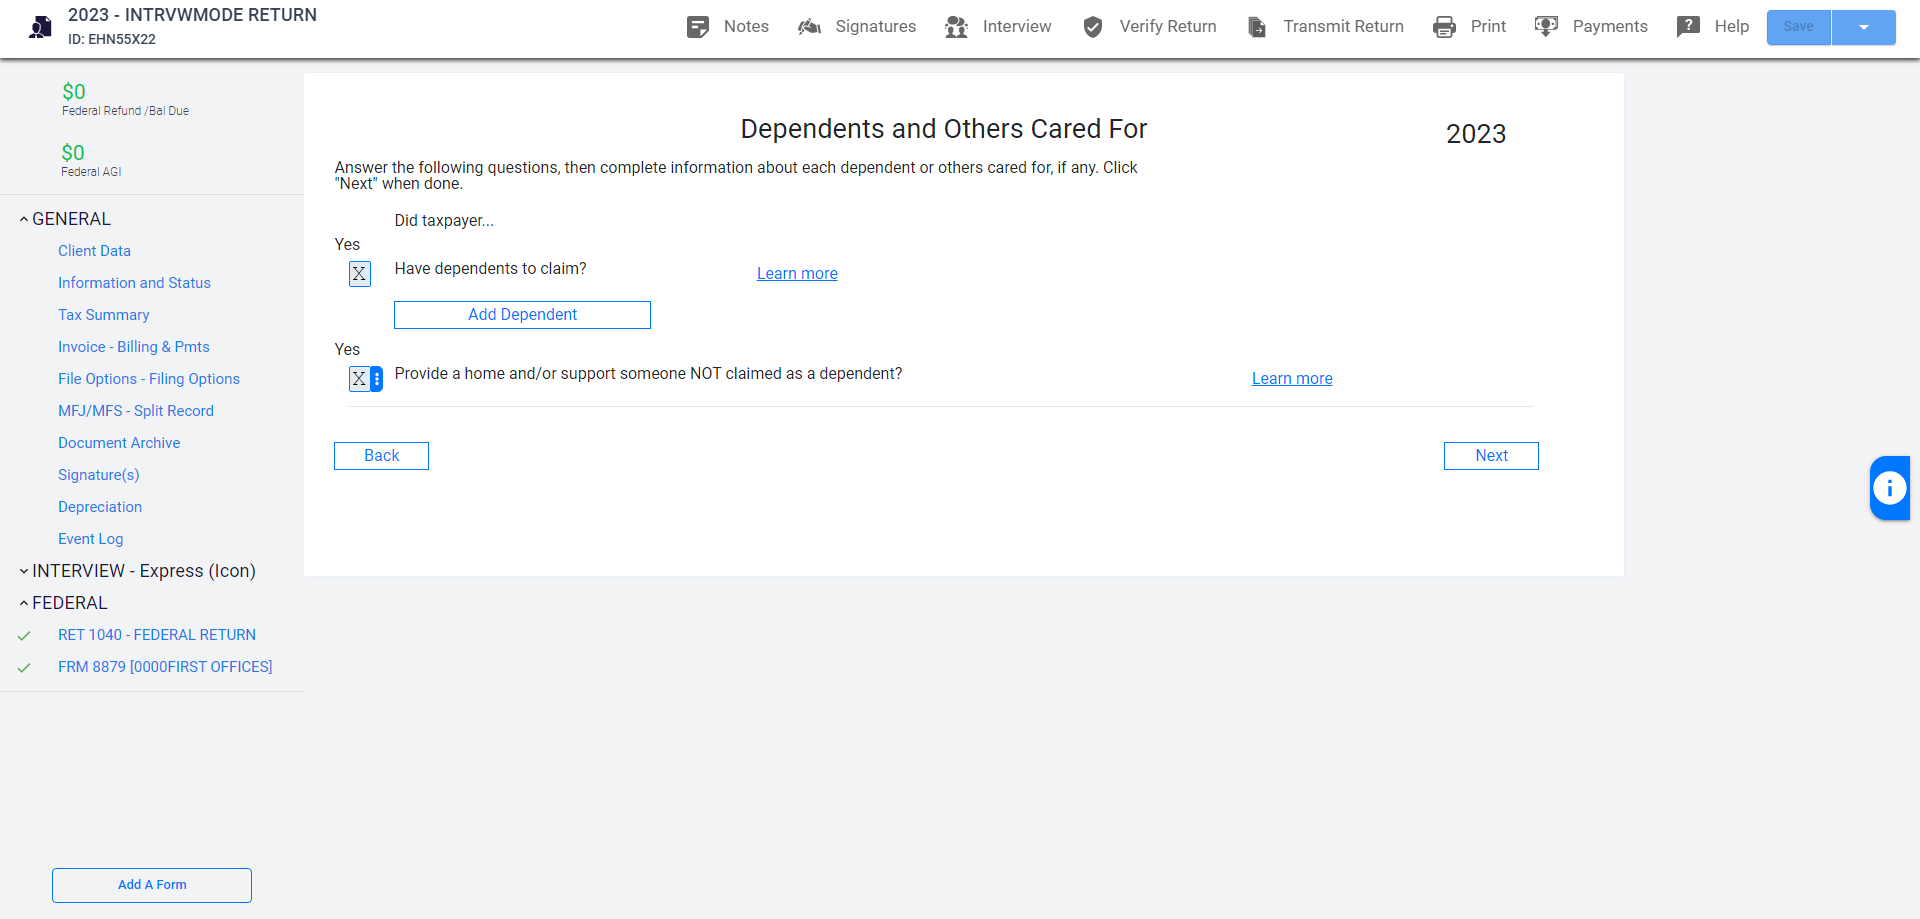 2023 - INTRVWMODE RETURN
ID: EHN55X22
Notes
Signatures
Interview
Verify Return
Transmit Return
Print
Payments
Help
Save
$0
Federal Refund /Bal Due
$0
Federal AGI
GENERAL
Client Data
Information and Status
Tax Summary
Invoice - Billing & Pmts
File Options - Filing Options
MFJ/MFS - Split Record
Document Archive
Signature(s)
Depreciation
Event Log
INTERVIEW - Express (Icon)
FEDERAL
RET 1040 - FEDERAL RETURN
FRM 8879 [0000FIRST OFFICES]
Add A Form
Dependents and Others Cared For
2023
Answer the following questions, then complete information about each dependent or others cared for, if any. Click
"Next" when done.
Did taxpayer...
Yes
X Have dependents to claim? Learn more
Add Dependent
Yes
X Provide a home and/or support someone NOT claimed as a dependent? Learn more
Back
Next